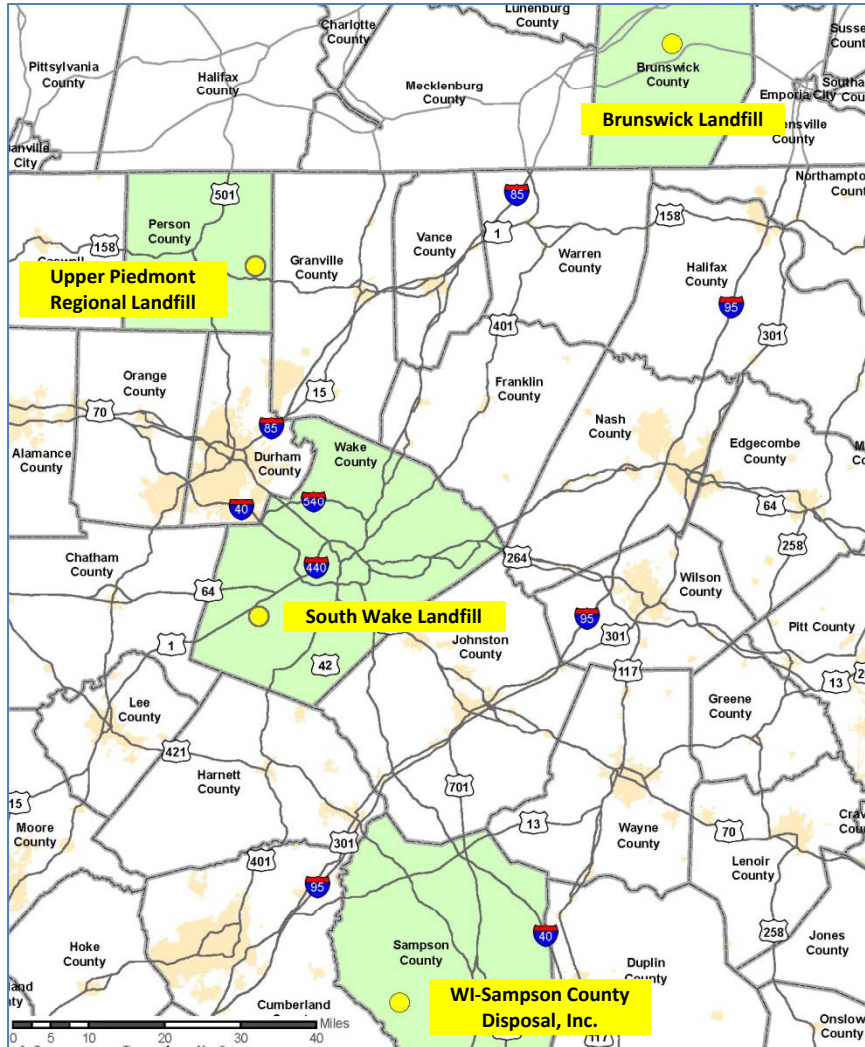 Lunenburg
County
Charlotte
County
Pittsylvania
County
Halifax
County
Mecklenburg
County
Brunswick
County
Emporia City
Brunswick Landfill
City
85
501
Person
County
158
Granville
County
Vance
County
1
Warren
County
158
Halifax
County
Upper Piedmont
Regional Landfill
95
301
401
Orange
County
70
15
Franklin
County
Nash
County
Edgecombe
County
Alamance
County
85
Durham
County
Wake
County
40
540
64
258
Chatham
County
440
264
Wilson
County
64
South Wake Landfill
95
301
Pitt County
Johnston
County
1
42
117
13
Lee
County
Greene
County
421
Harnett
County
701
15
Moore
County
13
Wayne
County
70
301
401
Lenoir
County
95
Hoke
County
Sampson
County
40
258
Jones
County
Duplin
County
WI-Sampson County
Disposal, Inc.
Cumberland
County
117
Miles
0 5 10 20 30 40